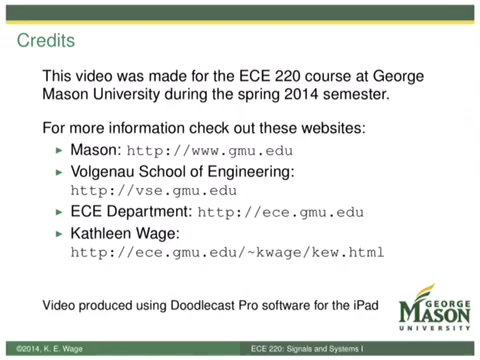 Credits
This video was made for the ECE 220 course at George
Mason University during the spring 2014 semester.
For more information check out these websites:
▶ Mason: http://www.gmu.edu
▶ Volgenau School of Engineering:
http://vse.gmu.edu
▶ ECE Department: http://ece.gmu.edu
▶ Kathleen Wage:
http://ece.gmu.edu/~kwage/kew.html
Video produced using Doodlecast Pro software for the iPad
GEORGE
MASON
UNIVERSITY
©2014, K. E. Wage
ECE 220: Signals and Systems I